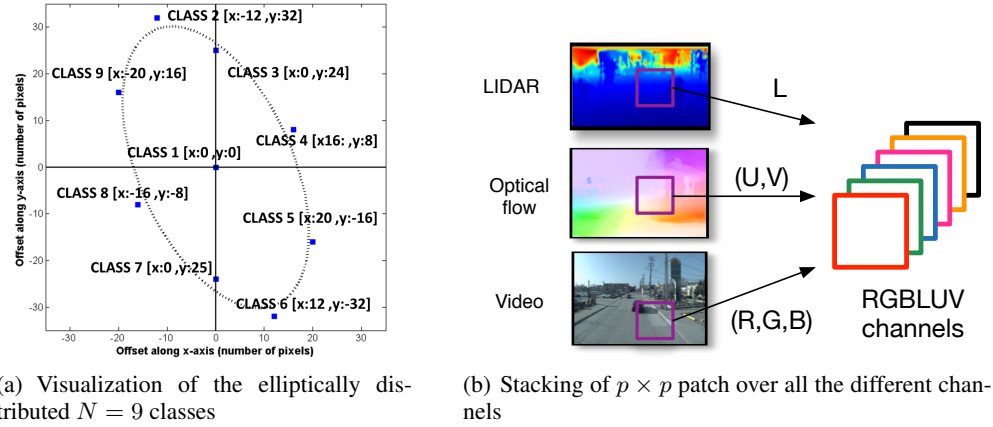 CLASS 2 [x:-12 ,y:32]
CLASS 3 [x:0 ,y:24]
CLASS 9 [x:-20 ,y:16]
CLASS 4 [x16: ,y:8]
CLASS 1 [x:0 ,y:0]
CLASS 8 [x:-16 ,y:-8]
CLASS 5 [x:20 ,y:-16]
CLASS 7 [x:0 ,y:25]
CLASS 6 [x:12 ,y:-32]
30
20
10
0
-10
-20
-30
-30
-20
-10
0
10
20
30
Offset along y-axis (number of pixels)
Offset along x-axis (number of pixels)
(a) Visualization of the elliptically dis-
tributed N = 9 classes
LIDAR
L
Optical
flow
(U,V)
Video
(R,G,B)
RGBLUV
channels
(b) Stacking of p × p patch over all the different chan-
nels